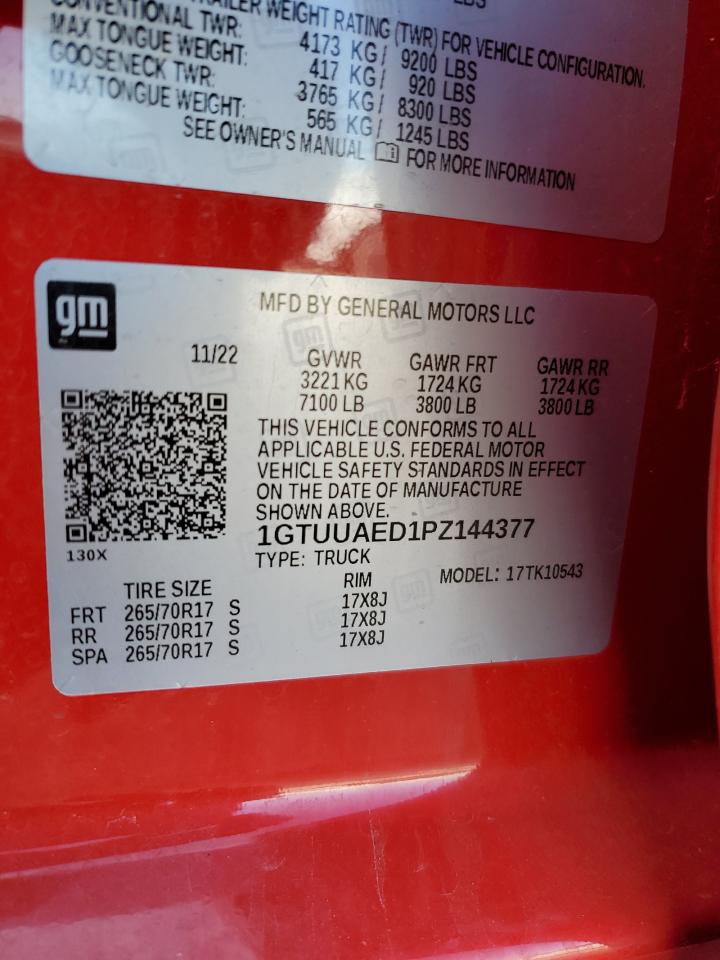 LBS
TRAILER WEIGHT RATING (TWR) FOR VEHICLE CONFIGURATION.
CONVENTIONAL TWR: 4173 KG/ 9200 LBS
MAX TONGUE WEIGHT: 417 KG/ 920 LBS
GOOSENECK TWR: 3765 KG/ 8300 LBS
MAX TONGUE WEIGHT: 565 KG/ 1245 LBS
SEE OWNER'S MANUAL FOR MORE INFORMATION
gm
MFD BY GENERAL MOTORS LLC
11/22 GVWR GAWR FRT GAWR RR
3221 KG 1724 KG 1724 KG
7100 LB 3800 LB 3800 LB
THIS VEHICLE CONFORMS TO ALL
APPLICABLE U.S. FEDERAL MOTOR
VEHICLE SAFETY STANDARDS IN EFFECT
ON THE DATE OF MANUFACTURE
SHOWN ABOVE.
1GTUUAED1PZ144377
130X
TYPE: TRUCK
MODEL: 17TK10543
TIRE SIZE RIM
FRT 265/70R17 S 17X8J
RR 265/70R17 S 17X8J
SPA 265/70R17 S 17X8J